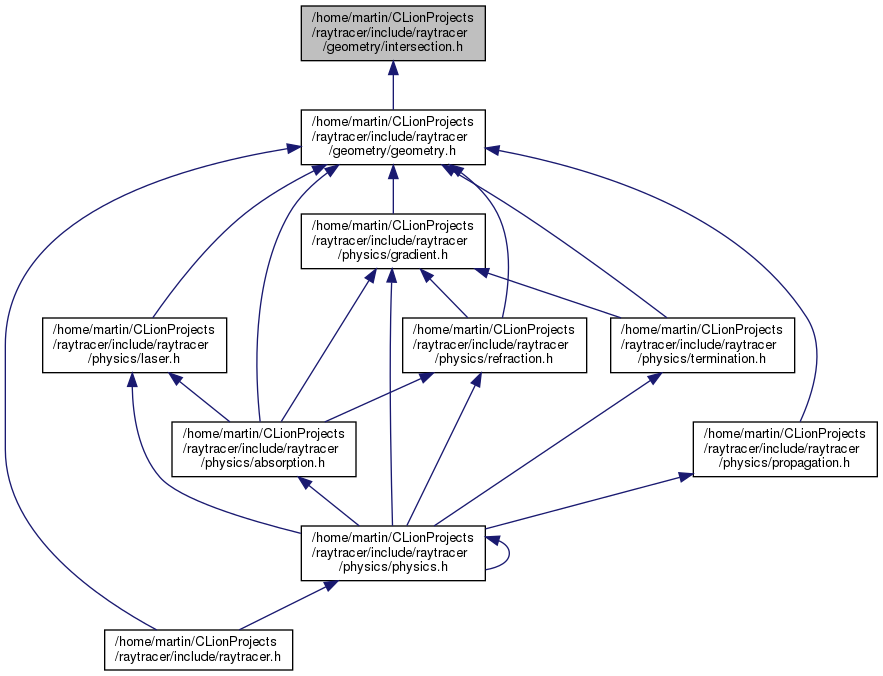 /home/martin/CLionProjects
/raytracer/include/raytracer
/geometry/intersection.h
/home/martin/CLionProjects
/raytracer/include/raytracer
/geometry/geometry.h
/home/martin/CLionProjects
/raytracer/include/raytracer
/physics/gradient.h
/home/martin/CLionProjects
/raytracer/include/raytracer
/physics/laser.h
/home/martin/CLionProjects
/raytracer/include/raytracer
/physics/refraction.h
/home/martin/CLionProjects
/raytracer/include/raytracer
/physics/termination.h
/home/martin/CLionProjects
/raytracer/include/raytracer
/physics/absorption.h
/home/martin/CLionProjects
/raytracer/include/raytracer
/physics/propagation.h
/home/martin/CLionProjects
/raytracer/include/raytracer
/physics/physics.h
/home/martin/CLionProjects
/raytracer/include/raytracer.h